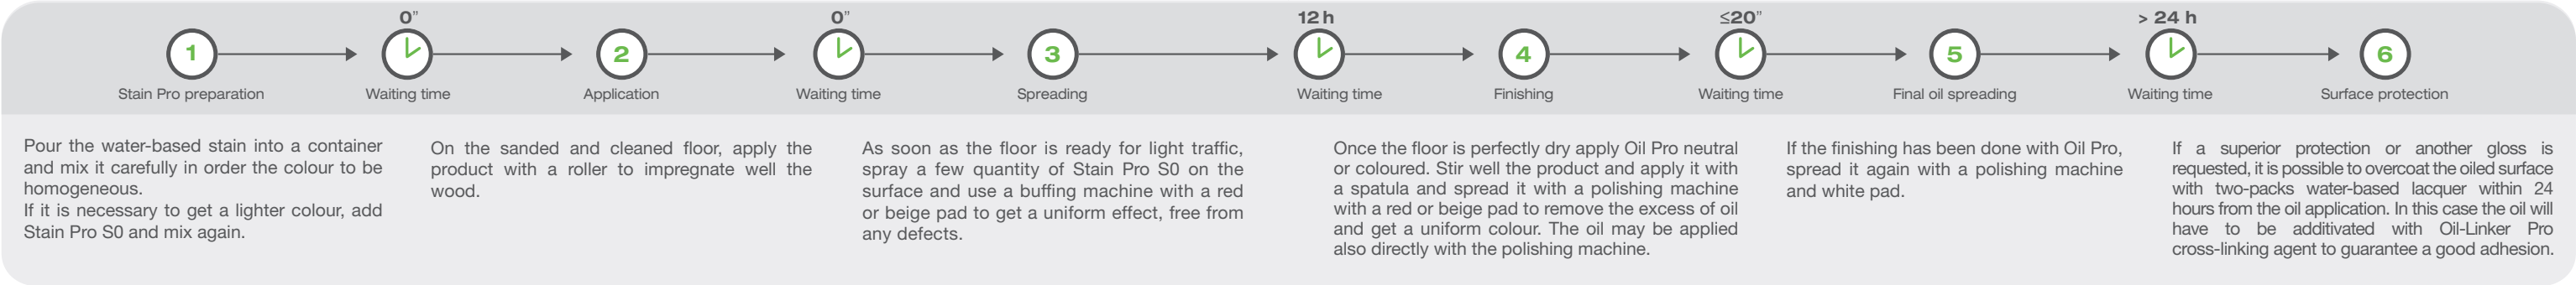 0”
0”
12 h
≤20”
> 24 h
1
2
3
4
5
6
Stain Pro preparation
Waiting time
Application
Waiting time
Spreading
Waiting time
Finishing
Waiting time
Final oil spreading
Waiting time
Surface protection
Pour the water-based stain into a container
and mix it carefully in order the colour to be
homogeneous.
If it is necessary to get a lighter colour, add
Stain Pro S0 and mix again.
On the sanded and cleaned floor, apply the
product with a roller to impregnate well the
wood.
As soon as the floor is ready for light traffic,
spray a few quantity of Stain Pro S0 on the
surface and use a buffing machine with a red
or beige pad to get a uniform effect, free from
any defects.
Once the floor is perfectly dry apply Oil Pro neutral
or coloured. Stir well the product and apply it with
a spatula and spread it with a polishing machine
with a red or beige pad to remove the excess of oil
and get a uniform colour. The oil may be applied
also directly with the polishing machine.
If the finishing has been done with Oil Pro,
spread it again with a polishing machine
and white pad.
If a superior protection or another gloss is
requested, it is possible to overcoat the oiled surface
with two-packs water-based lacquer within 24
hours from the oil application. In this case the oil will
have to be additivated with Oil-Linker Pro
cross-linking agent to guarantee a good adhesion.